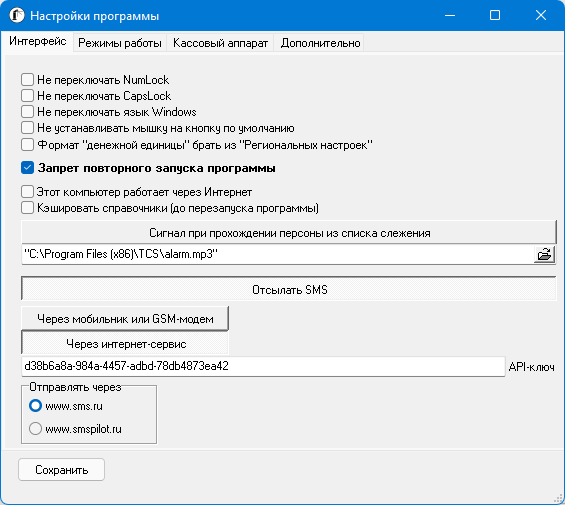 Настройки программы
Интерфейс Режимы работы Кассовый аппарат Дополнительно
Не переключать NumLock
Не переключать CapsLock
Не переключать язык Windows
Не устанавливать мышку на кнопку по умолчанию
Формат "денежной единицы" брать из "Региональных настроек"
Запрет повторного запуска программы
Этот компьютер работает через Интернет
Кэшировать справочники (до перезапуска программы)
Сигнал при прохождении персоны из списка слежения
"C:\Program Files (x86)\TCS\alarm.mp3"
Отсылать SMS
Через мобильник или GSM-модем
Через интернет-сервис
d38b6a8a-984a-4457-adbd-78db4873ea42 API-ключ
Отправлять через
www.sms.ru
www.smspilot.ru
Сохранить